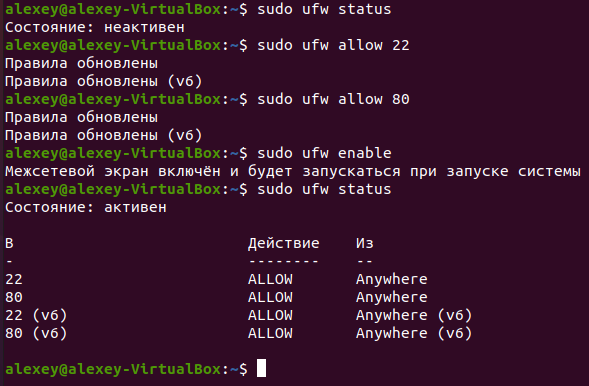 alexey@alexey-VirtualBox:~$ sudo ufw status
Состояние: неактивен
alexey@alexey-VirtualBox:~$ sudo ufw allow 22
Правила обновлены
Правила обновлены (v6)
alexey@alexey-VirtualBox:~$ sudo ufw allow 80
Правила обновлены
Правила обновлены (v6)
alexey@alexey-VirtualBox:~$ sudo ufw enable
Межсетевой экран включён и будет запускаться при запуске системы
alexey@alexey-VirtualBox:~$ sudo ufw status
Состояние: активен

В                          Действие    Из
-                          --------    --
22                         ALLOW       Anywhere
80                         ALLOW       Anywhere
22 (v6)                    ALLOW       Anywhere (v6)
80 (v6)                    ALLOW       Anywhere (v6)

alexey@alexey-VirtualBox:~$